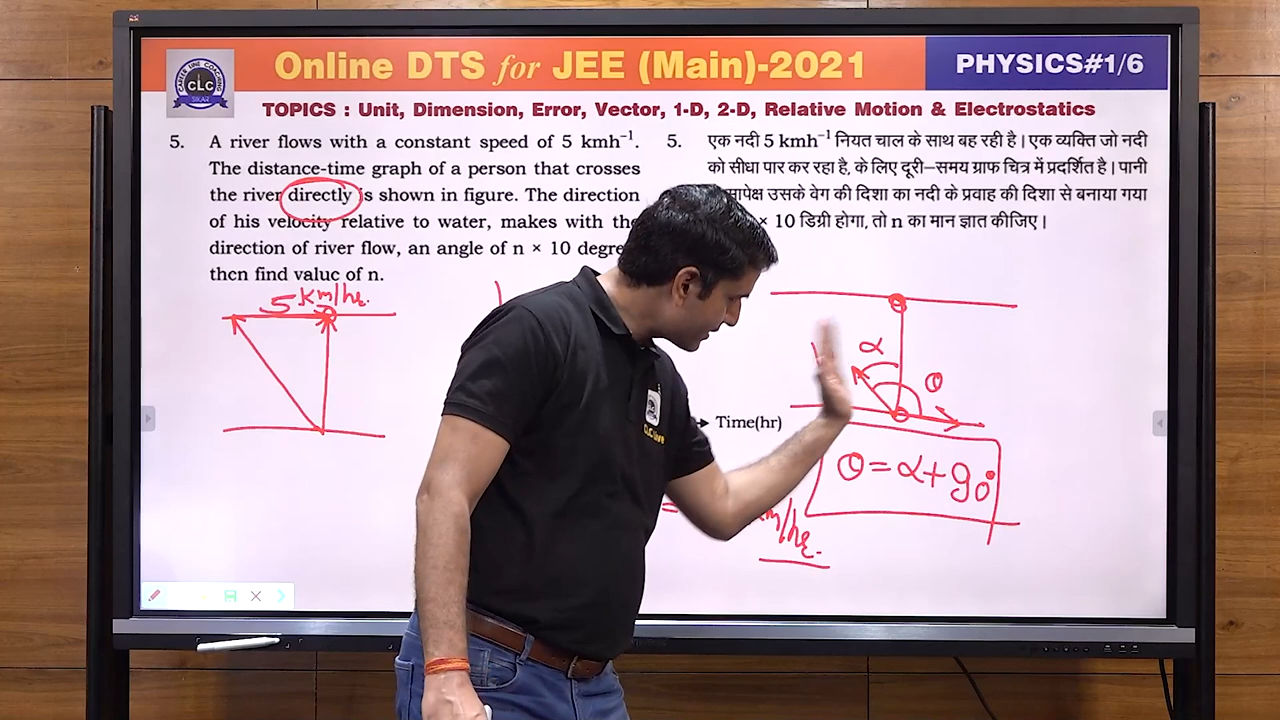 Online DTS for JEE (Main)-2021
PHYSICS#1/6
CLC
SIKAR
TOPICS : Unit, Dimension, Error, Vector, 1-D, 2-D, Relative Motion & Electrostatics
5. A river flows with a constant speed of 5 kmh⁻¹.
The distance-time graph of a person that crosses
the river directly is shown in figure. The direction
of his velocity relative to water, makes with the
direction of river flow, an angle of n × 10
then find value of n.
5. एक नदी 5 kmh⁻¹ नियत चाल के साथ बह रही है। एक व्यक्ति जो नदी
को सीधा पार कर रहा है, के लिए दूरी–समय ग्राफ चित्र में प्रदर्शित है। पानी
उसके वेग की दिशा का नदी के प्रवाह की दिशा से बनाया गया
× 10 डिग्री होगा, तो n का मान ज्ञात कीजिए।
5 km/hr.
α
θ
Time(hr)
θ = α + 90°
km/hr.